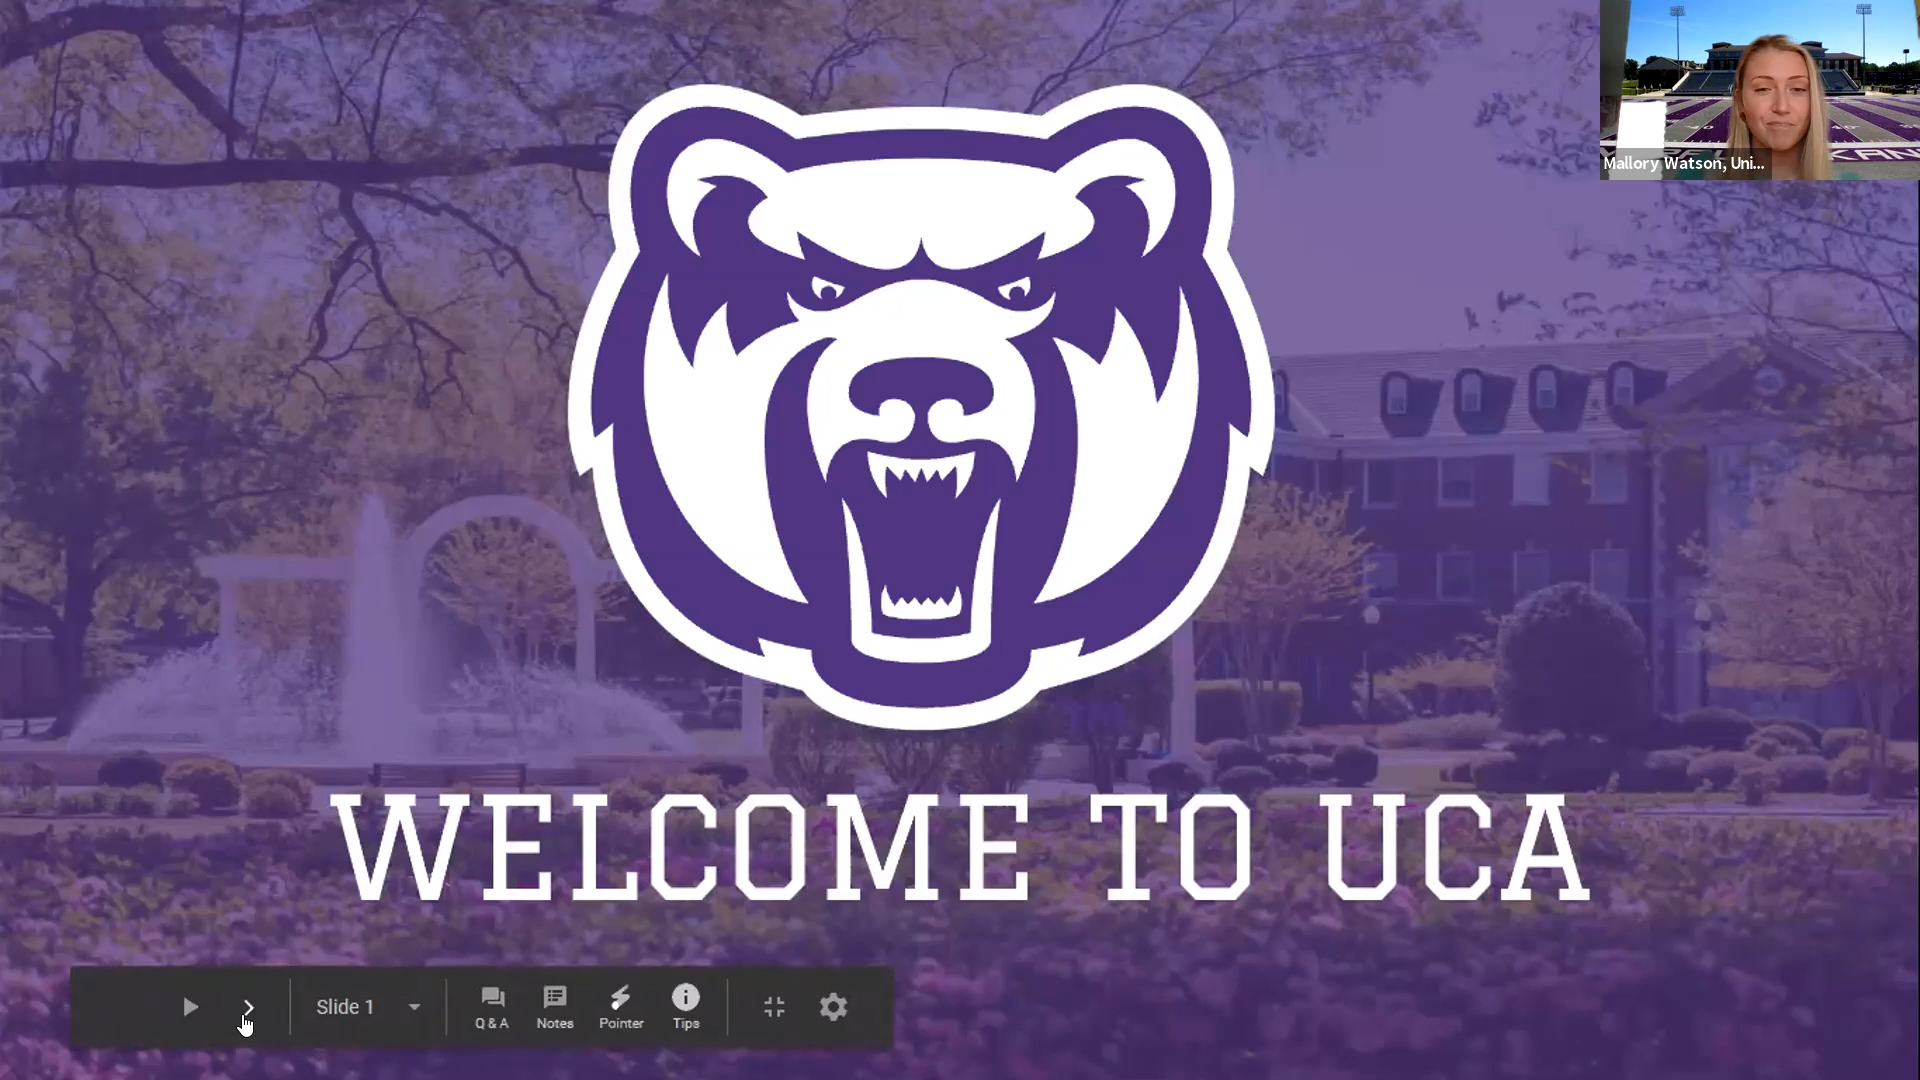 Mallory Watson, Uni...
WELCOME TO UCA
Slide 1
Q & A
Notes
Pointer
Tips